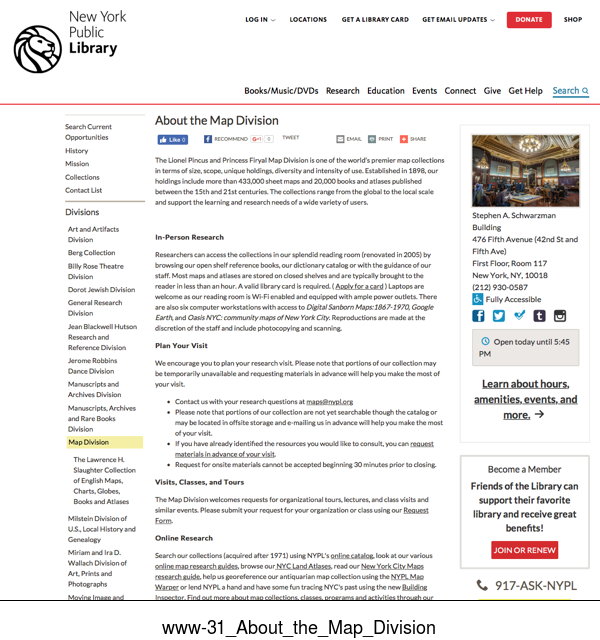 New York
Public
Library
LOG IN
LOCATIONS
GET A LIBRARY CARD
GET EMAIL UPDATES
DONATE
SHOP
Books/Music/DVDs Research Education Events Connect Give Get Help Search
Search Current
Opportunities
History
Mission
Collections
Contact List
Divisions
Art and Artifacts
Division
Berg Collection
Billy Rose Theatre
Division
Dorot Jewish Division
General Research
Division
Jean Blackwell Hutson
Research and
Reference Division
Jerome Robbins
Dance Division
Manuscripts and
Archives Division
Manuscripts, Archives
and Rare Books
Division
Map Division
The Lawrence H.
Slaughter Collection
of English Maps,
Charts, Globes,
Books and Atlases
Milstein Division of
U.S., Local History and
Genealogy
Miriam and Ira D.
Wallach Division of
Art, Prints and
Photographs
Moving Image and
About the Map Division
Like 0
RECOMMEND
G+1 0
TWEET
EMAIL
PRINT
SHARE
The Lionel Pincus and Princess Firyal Map Division is one of the world's premier map collections
in terms of size, scope, unique holdings, diversity and intensity of use. Established in 1898, our
holdings include more than 433,000 sheet maps and 20,000 books and atlases published
between the 15th and 21st centuries. The collections range from the global to the local scale
and support the learning and research needs of a wide variety of users.
In-Person Research
Researchers can access the collections in our splendid reading room (renovated in 2005) by
browsing our open shelf reference books, our dictionary catalog or with the guidance of our
staff. Most maps and atlases are stored on closed shelves and are typically brought to the
reader in less than an hour. A valid library card is required. ( Apply for a card ) Laptops are
welcome as our reading room is Wi-Fi enabled and equipped with ample power outlets. There
are also six computer workstations with access to Digital Sanborn Maps:1867-1970, Google
Earth, and Oasis NYC: community maps of New York City. Reproductions are made at the
discretion of the staff and include photocopying and scanning.
Plan Your Visit
We encourage you to plan your research visit. Please note that portions of our collection may
be temporarily unavailable and requesting materials in advance will help you make the most of
your visit.
• Contact us with your research questions at maps@nypl.org
• Please note that portions of our collection are not yet searchable though the catalog or
may be located in offsite storage and e-mailing us in advance will help you make the most
of your visit.
• If you have already identified the resources you would like to consult, you can request
materials in advance of your visit.
• Request for onsite materials cannot be accepted beginning 30 minutes prior to closing.
Visits, Classes, and Tours
The Map Division welcomes requests for organizational tours, lectures, and class visits and
similar events. Please submit your request for your organization or class using our Request
Form.
Online Research
Search our collections (acquired after 1971) using NYPL's online catalog, look at our various
online map research guides, browse our NYC Land Atlases, read our New York City Maps
research guide, help us georeference our antiquarian map collection using the NYPL Map
Warper or lend NYPL a hand and have some fun tracing NYC's past using the new Building
Inspector. Find out more about map collections, classes, programs and activities through our
Stephen A. Schwarzman
Building
476 Fifth Avenue (42nd St and
Fifth Ave)
First Floor, Room 117
New York, NY, 10018
(212) 930-0587
Fully Accessible
Open today until 5:45
PM
Learn about hours,
amenities, events, and
more. →
Become a Member
Friends of the Library can
support their favorite
library and receive great
benefits!
JOIN OR RENEW
917-ASK-NYPL
www-31_About_the_Map_Division